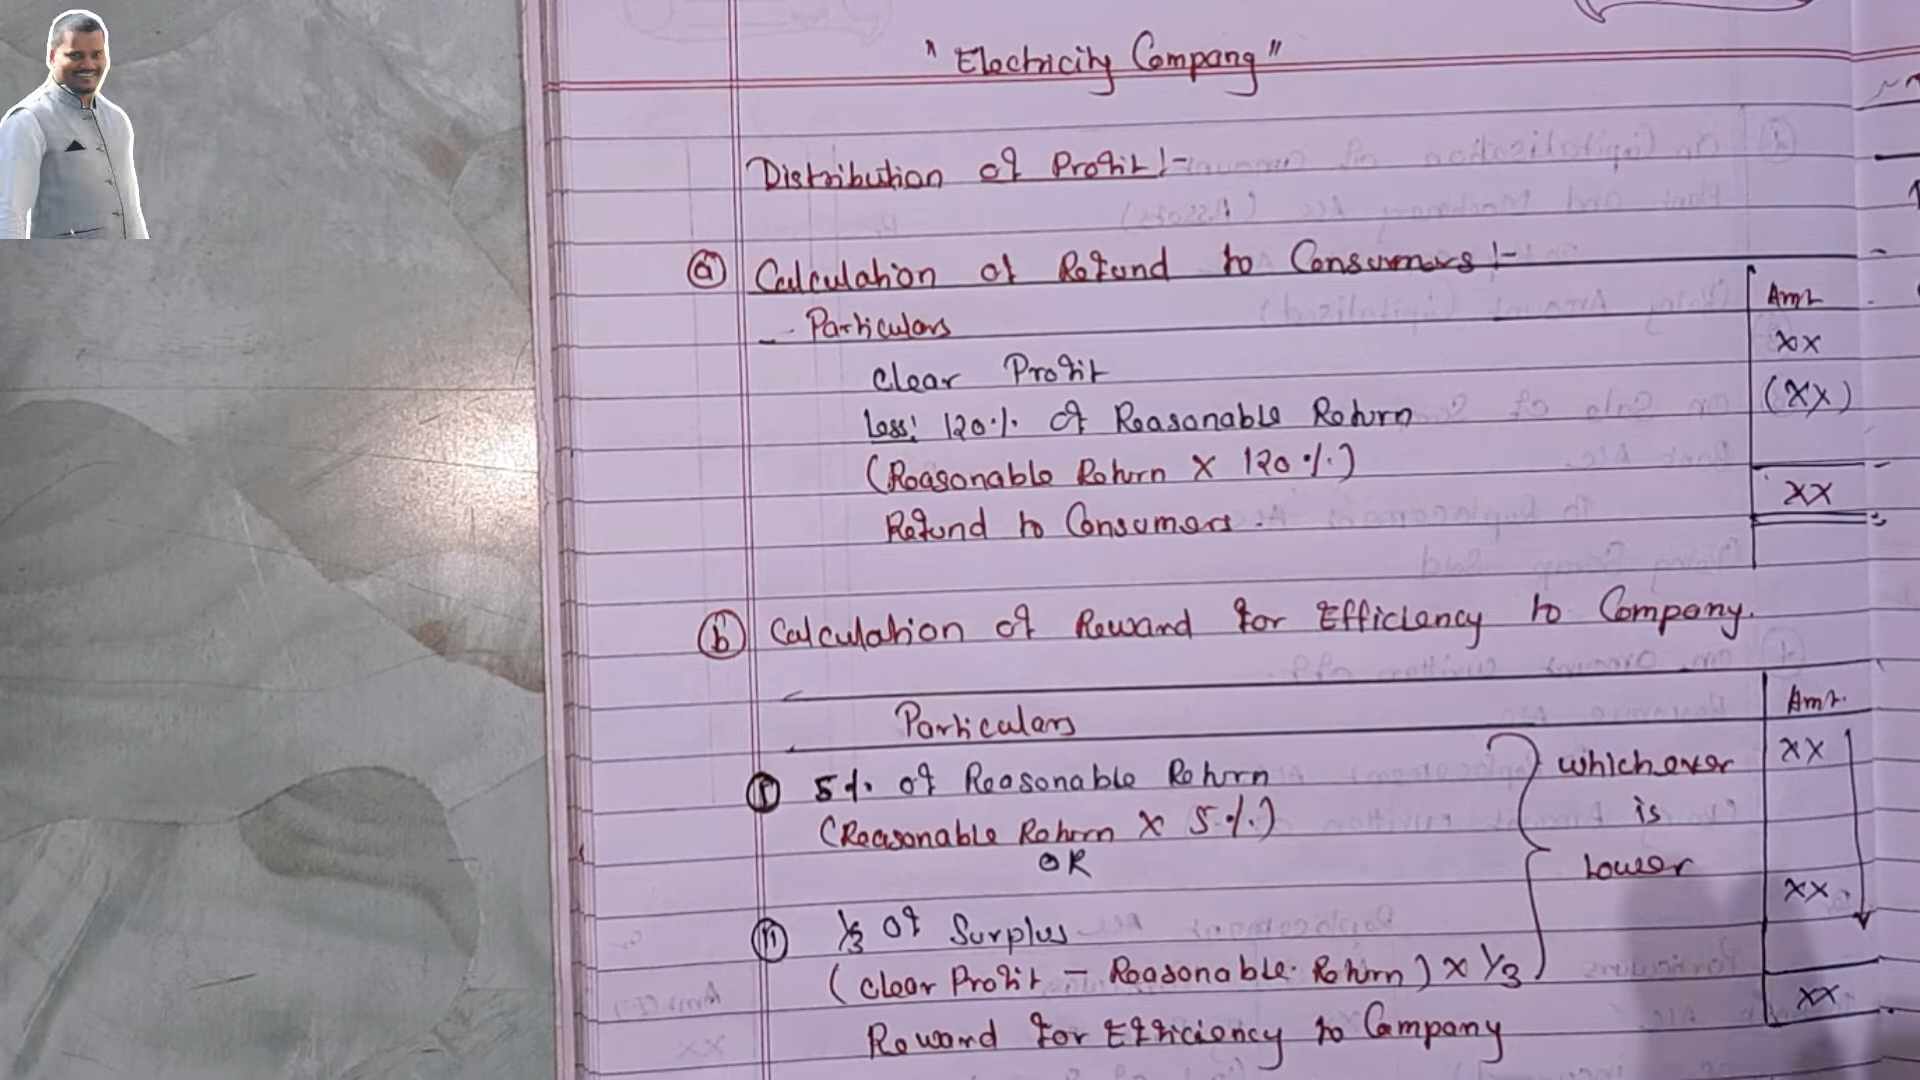 "Electricity Company"
Distribution of Profit :-
(a) Calculation of Refund to Consumers :-
Particulars Amt
Clear Profit XX
Less: 120% of Reasonable Return (XX)
(Reasonable Return X 120%)
Refund to Consumers. XX
(b) Calculation of Reward for Efficiency to Company.
Particulars Amt.
(i) 5% of Reasonable Return XX
(Reasonable Return X 5%)
OR
(ii) 1/3 of Surplus XX
(Clear Profit - Reasonable Return) X 1/3
whichever
is
Lower
Reward for Efficiency to Company XX